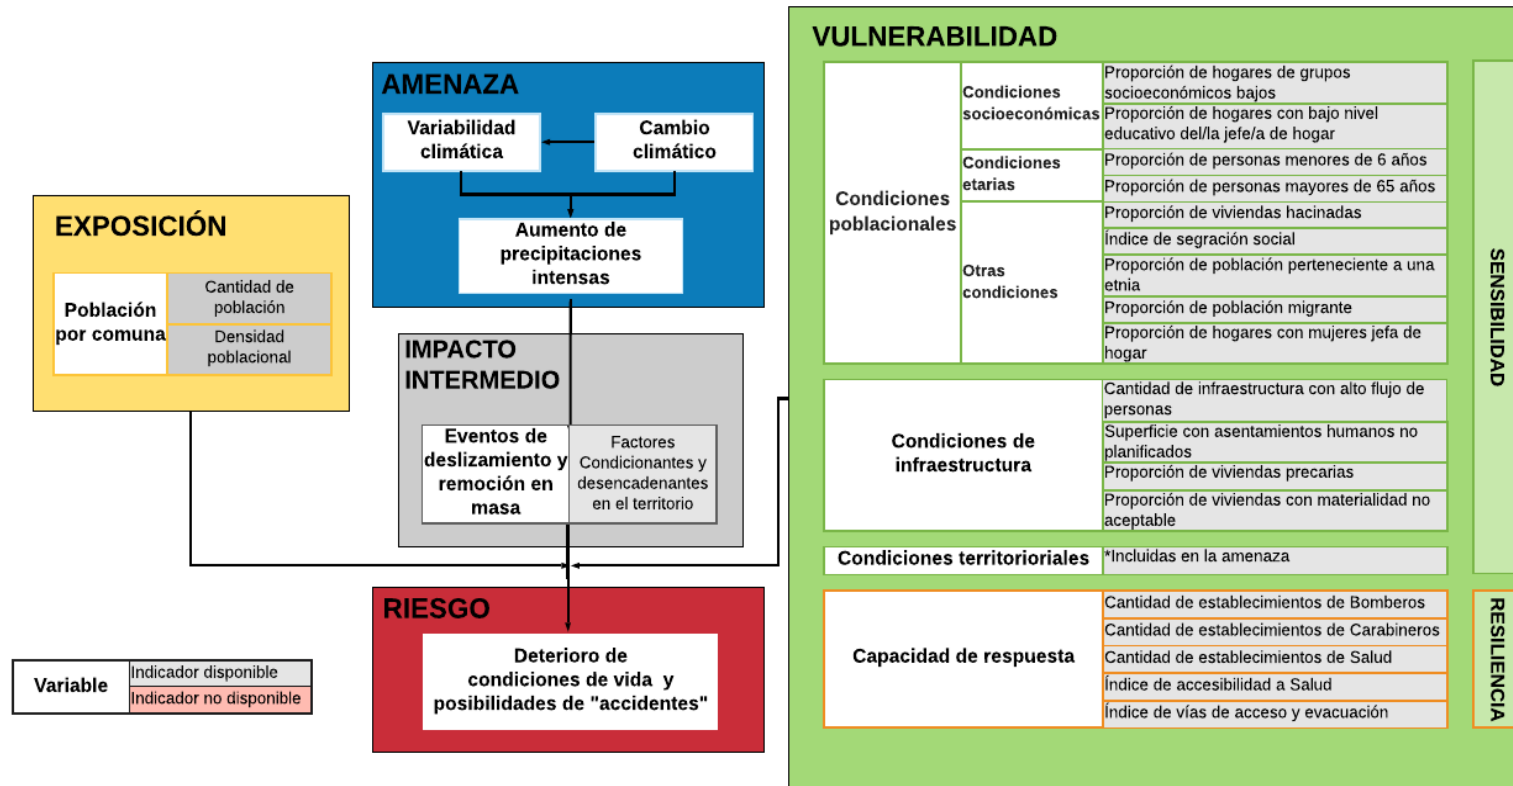 VULNERABILIDAD
AMENAZA
Variabilidad
climática
Cambio
climático
Aumento de
precipitaciones
intensas
EXPOSICIÓN
Población
por comuna
Cantidad de
población
Densidad
poblacional
IMPACTO
INTERMEDIO
Eventos de
deslizamiento y
remoción en
masa
Factores
Condicionantes y
desencadenantes
en el territorio
RIESGO
Deterioro de
condiciones de vida y
posibilidades de "accidentes"
Variable
Indicador disponible
Indicador no disponible
Condiciones
poblacionales
Condiciones
socioeconómicas
Proporción de hogares de grupos
socioeconómicos bajos
Proporción de hogares con bajo nivel
educativo del/la jefe/a de hogar
Condiciones
etarias
Proporción de personas menores de 6 años
Proporción de personas mayores de 65 años
Otras
condiciones
Proporción de viviendas hacinadas
Índice de segración social
Proporción de población perteneciente a una
etnia
Proporción de población migrante
Proporción de hogares con mujeres jefa de
hogar
Condiciones de
infraestructura
Cantidad de infraestructura con alto flujo de
personas
Superficie con asentamientos humanos no
planificados
Proporción de viviendas precarias
Proporción de viviendas con materialidad no
aceptable
Condiciones territorioriales
*Incluidas en la amenaza
SENSIBILIDAD
Capacidad de respuesta
Cantidad de establecimientos de Bomberos
Cantidad de establecimientos de Carabineros
Cantidad de establecimientos de Salud
Índice de accesibilidad a Salud
Índice de vías de acceso y evacuación
RESILIENCIA